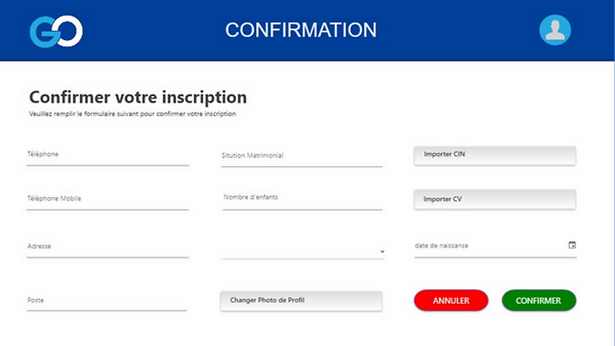 GO
CONFIRMATION
Confirmer votre inscription
Veuillez remplir le formulaire suivant pour confirmer votre inscription
Téléphone
Sitution Matrimonial
Importer CIN
Téléphone Mobile
Nombre d'enfants
Importer CV
Adresse
date de naissance
Poste
Changer Photo de Profil
ANNULER
CONFIRMER